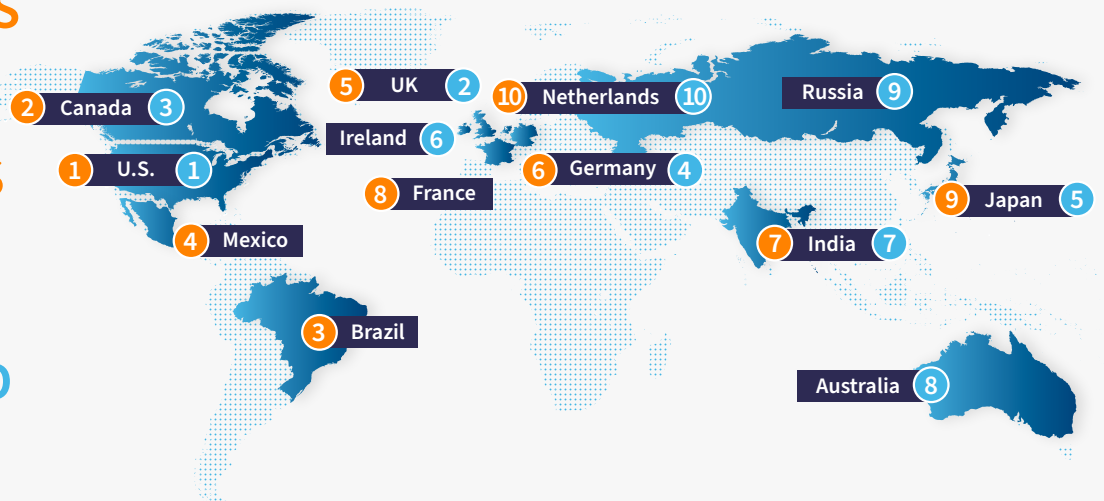 5 UK 2
10 Netherlands 10
Russia 9
2 Canada 3
Ireland 6
1 U.S. 1
6 Germany 4
8 France
9 Japan 5
4 Mexico
7 India 7
3 Brazil
Australia 8